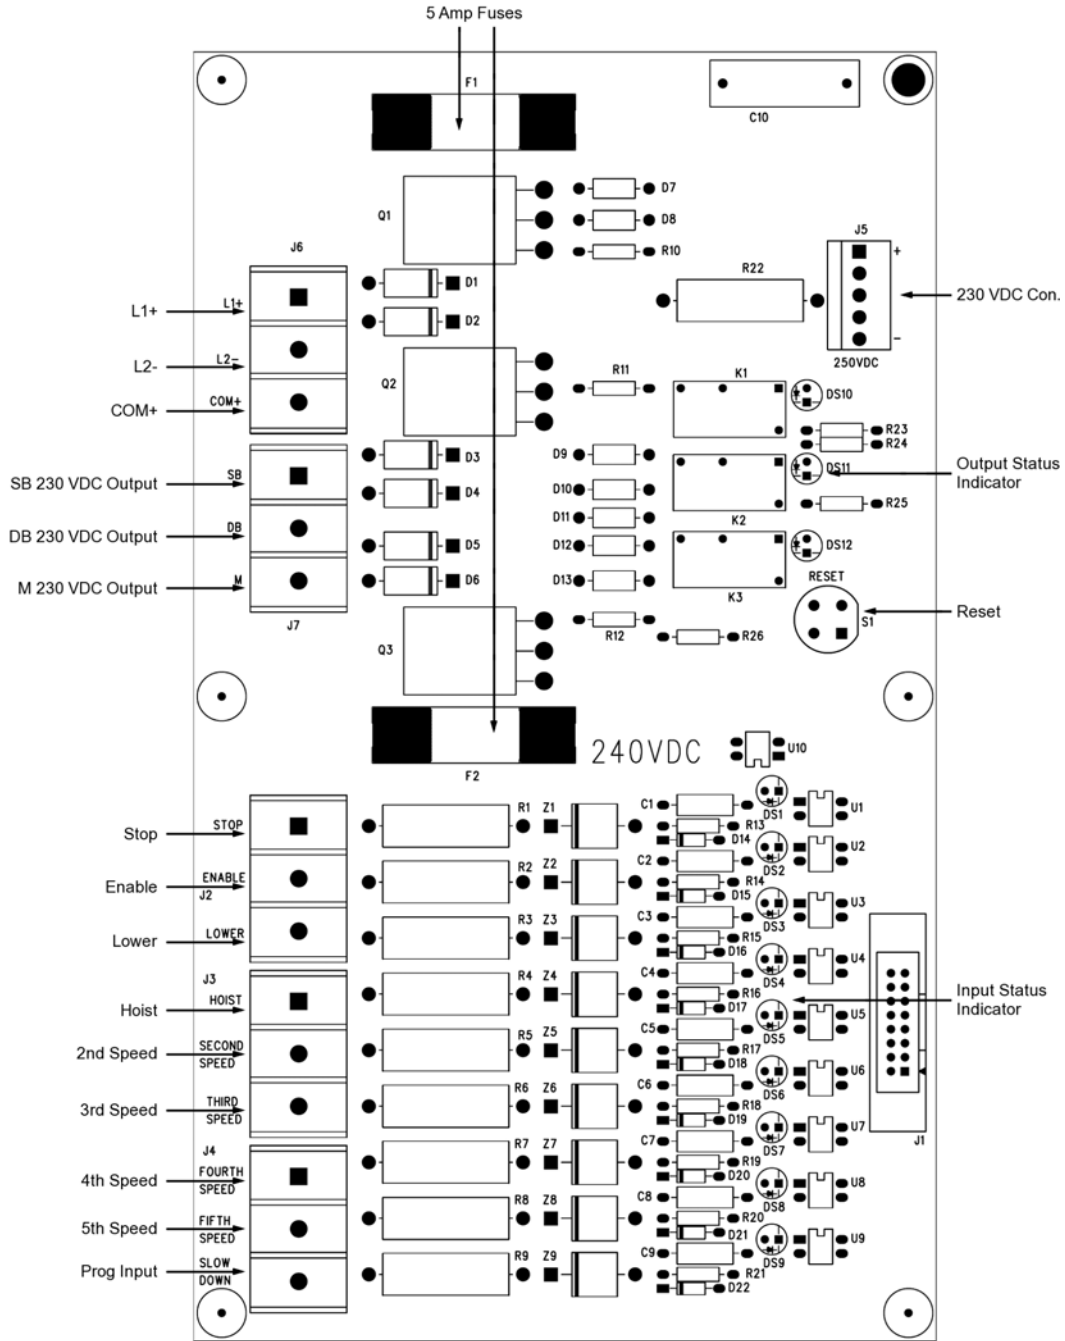 5 Amp Fuses
F1
C10
Q1
D7
D8
R10
J6
J5
+
R22
L1+
L1+
D1
D2
230 VDC Con.
L2-
L2-
Q2
R11
K1
-
250VDC
DS10
COM+
COM+
R23
R24
SB 230 VDC Output
SB
D3
D4
D9
D10
DS11
Output Status
Indicator
R25
K2
DB 230 VDC Output
DB
D5
D11
D12
DS12
M 230 VDC Output
M
D6
D13
K3
RESET
J7
Q3
R12
R26
S1
Reset
F2
240VDC
U10
Stop
STOP
R1
Z1
C1
R13
D14
DS1
U1
Enable
ENABLE
J2
R2
Z2
C2
R14
D15
DS2
U2
Lower
LOWER
R3
Z3
C3
R15
D16
DS3
U3
J3
Hoist
HOIST
R4
Z4
C4
R16
D17
DS4
U4
Input Status
Indicator
2nd Speed
SECOND
SPEED
R5
Z5
C5
R17
D18
DS5
U5
3rd Speed
THIRD
SPEED
R6
Z6
C6
R18
D19
DS6
U6
J4
4th Speed
FOURTH
SPEED
R7
Z7
C7
R19
D20
DS7
U7
J1
5th Speed
FIFTH
SPEED
R8
Z8
C8
R20
D21
DS8
U8
Prog Input
SLOW
DOWN
R9
Z9
C9
R21
D22
DS9
U9